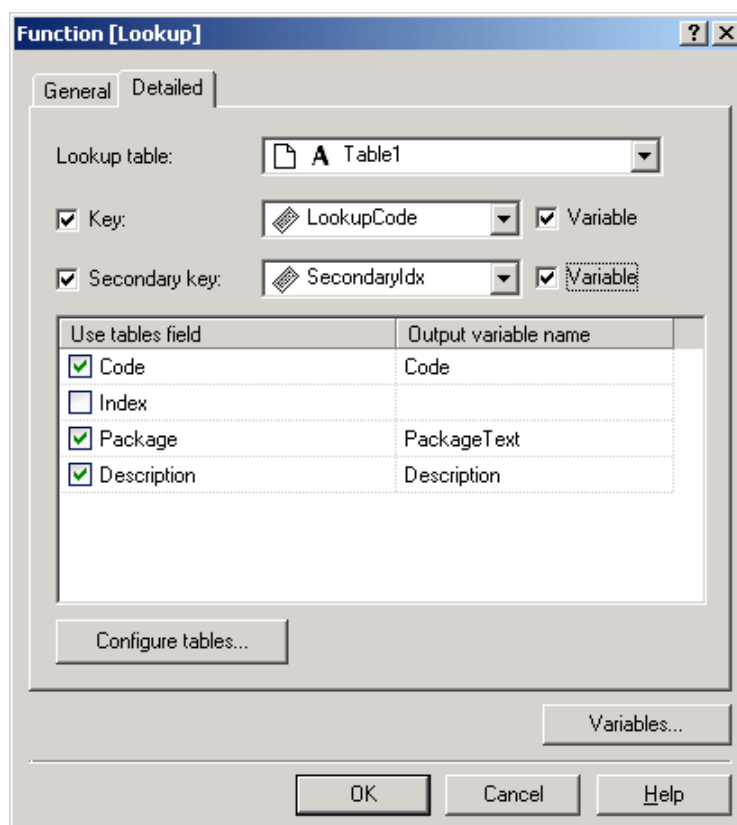 Function [Lookup]
General Detailed
Lookup table: A Table1
Key: LookupCode Variable
Secondary key: SecondaryIdx Variable
Use tables field Output variable name
Code Code
Index
Package PackageText
Description Description
Configure tables...
Variables...
OK Cancel Help